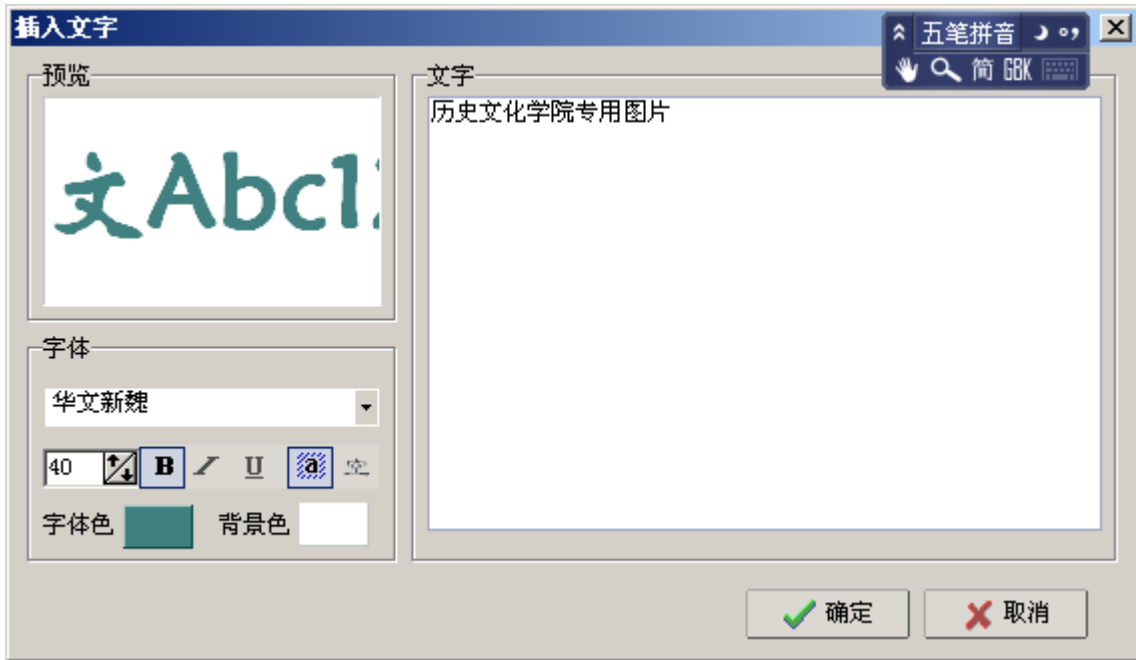 插入文字
五笔拼音
简 GBK
预览
文Abc1
文字
历史文化学院专用图片
字体
华文新魏
40 B I U a 空
字体色 背景色
确定 取消